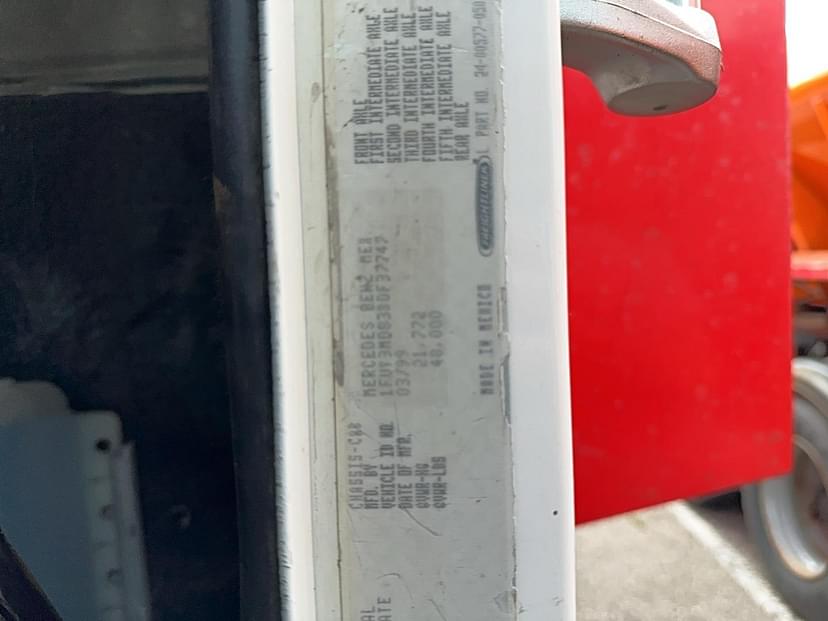 CHASSIS-CAB
MFD. BY MERCEDES BENZ MEX
VEHICLE ID NO.
DATE OF MFR. 03/99
GVWR-KG 21,772
GVWR-LBS 48,000
MADE IN MEXICO
FREIGHTLINER
FRONT AXLE
FIRST INTERMEDIATE AXLE
SECOND INTERMEDIATE AXLE
THIRD INTERMEDIATE AXLE
FOURTH INTERMEDIATE AXLE
FIFTH INTERMEDIATE AXLE
REAR AXLE
L PART NO. 24-00577-050